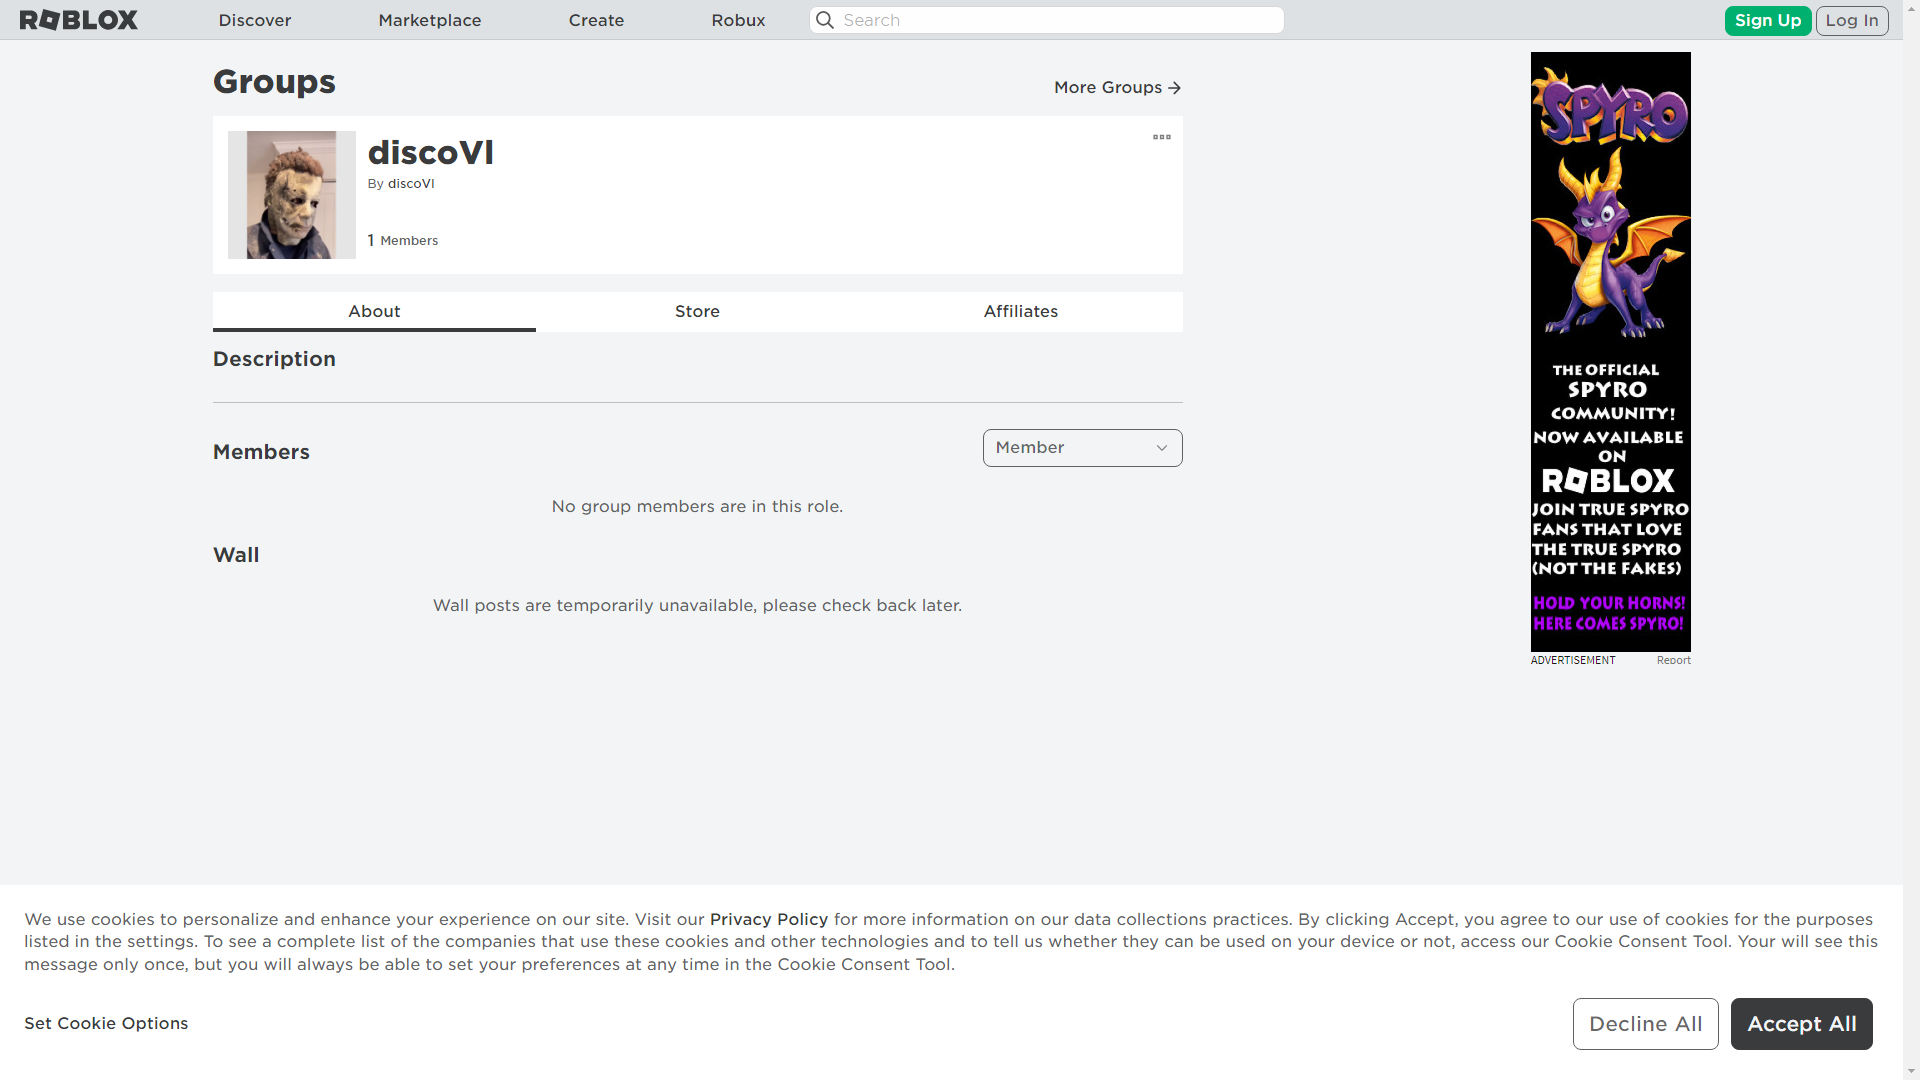 ROBLOX
Discover
Marketplace
Create
Robux
Search
Sign Up
Log In
Groups
More Groups
discoVl
By discoVl
1 Members
About
Store
Affiliates
Description
Members
Member
No group members are in this role.
Wall
Wall posts are temporarily unavailable, please check back later.
SPYRO
THE OFFICIAL
SPYRO
COMMUNITY!
NOW AVAILABLE
ON
ROBLOX
JOIN TRUE SPYRO
FANS THAT LOVE
THE TRUE SPYRO
(NOT THE FAKES)
HOLD YOUR HORNS!
HERE COMES SPYRO!
ADVERTISEMENT
Report
We use cookies to personalize and enhance your experience on our site. Visit our Privacy Policy for more information on our data collections practices. By clicking Accept, you agree to our use of cookies for the purposes
listed in the settings. To see a complete list of the companies that use these cookies and other technologies and to tell us whether they can be used on your device or not, access our Cookie Consent Tool. Your will see this
message only once, but you will always be able to set your preferences at any time in the Cookie Consent Tool.
Set Cookie Options
Decline All
Accept All